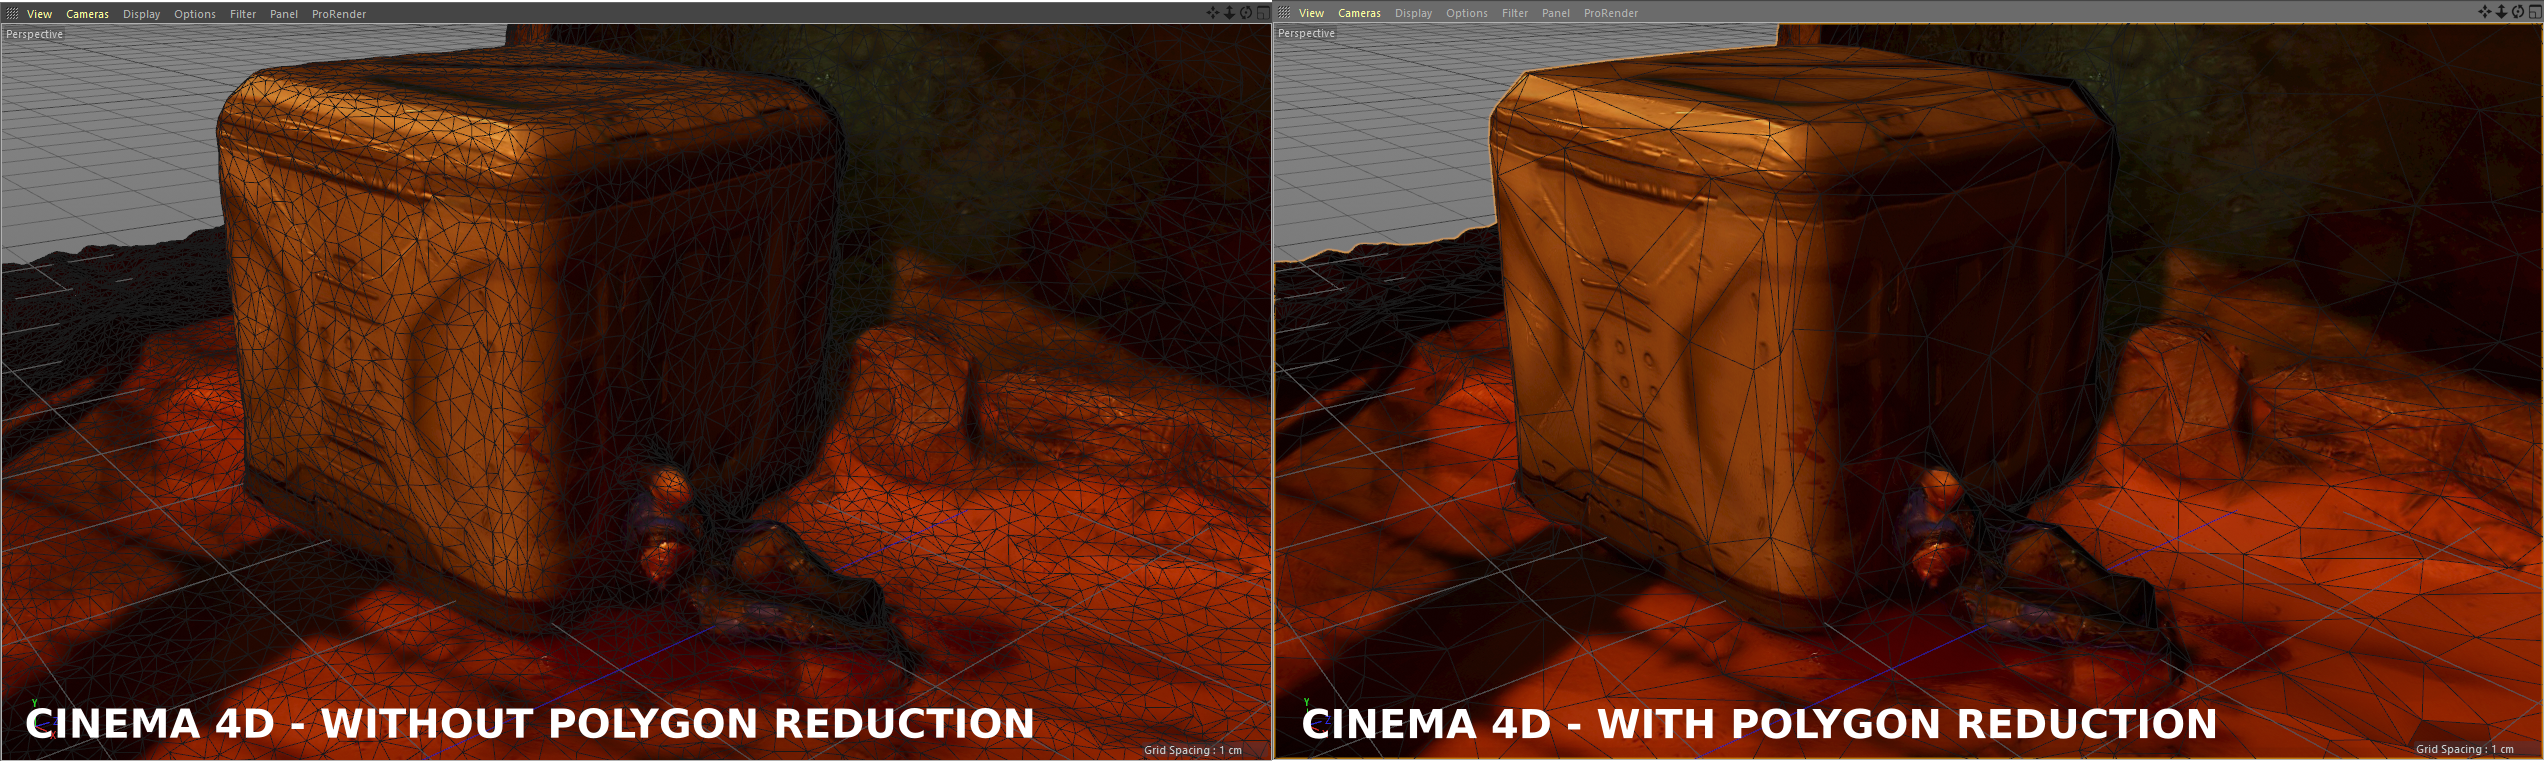 View Cameras Display Options Filter Panel ProRender
Perspective
Y
CINEMA 4D - WITHOUT POLYGON REDUCTION
Grid Spacing : 1 cm
View Cameras Display Options Filter Panel ProRender
Perspective
Y
CINEMA 4D - WITH POLYGON REDUCTION
Grid Spacing : 1 cm